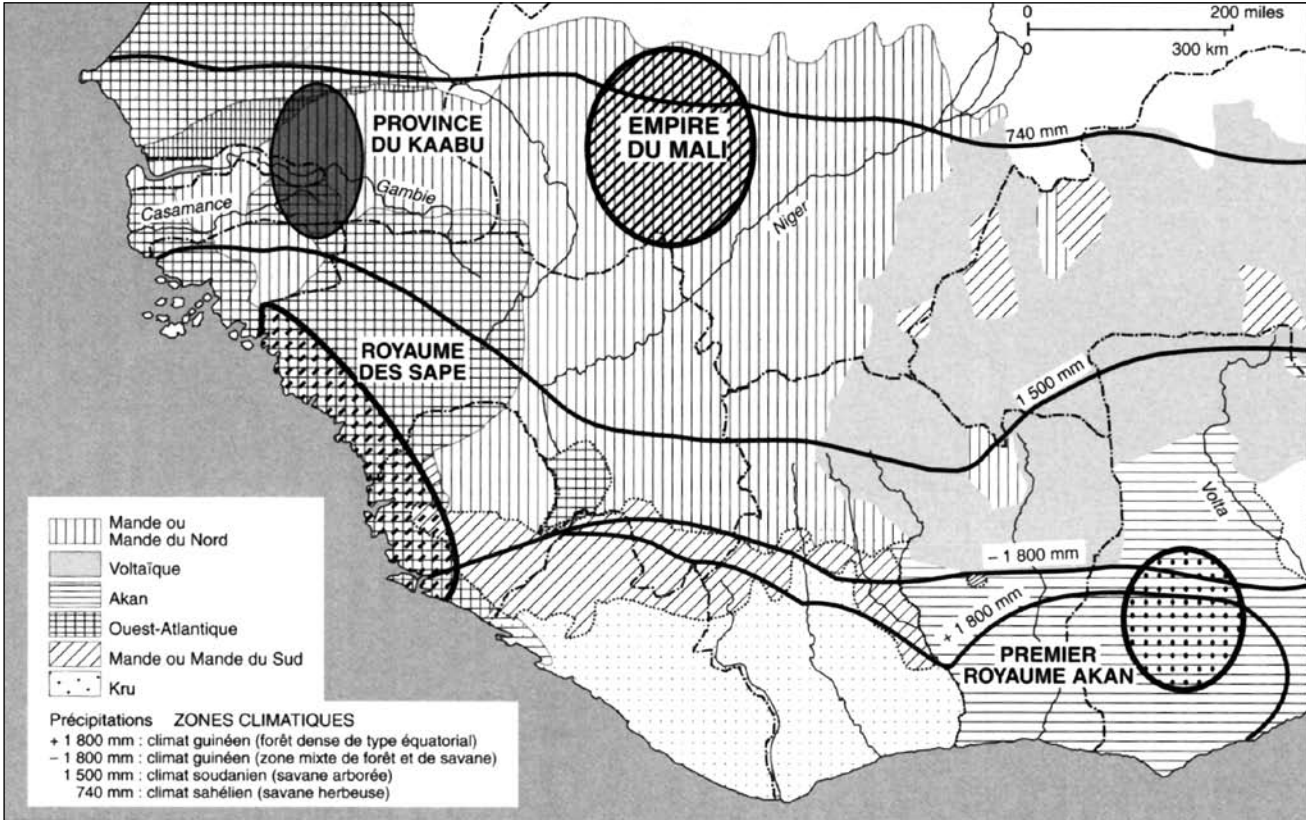 0 200 miles
0 300 km
PROVINCE
DU KAABU
EMPIRE
DU MALI
740 mm
Casamance
Gambie
Niger
ROYAUME
DES SAPE
1 500 mm
Volta
– 1 800 mm
+ 1 800 mm
PREMIER
ROYAUME AKAN
Mande ou
Mande du Nord
Voltaïque
Akan
Ouest-Atlantique
Mande ou Mande du Sud
Kru
Précipitations ZONES CLIMATIQUES
+ 1 800 mm : climat guinéen (forêt dense de type équatorial)
– 1 800 mm : climat guinéen (zone mixte de forêt et de savane)
1 500 mm : climat soudanien (savane arborée)
740 mm : climat sahélien (savane herbeuse)